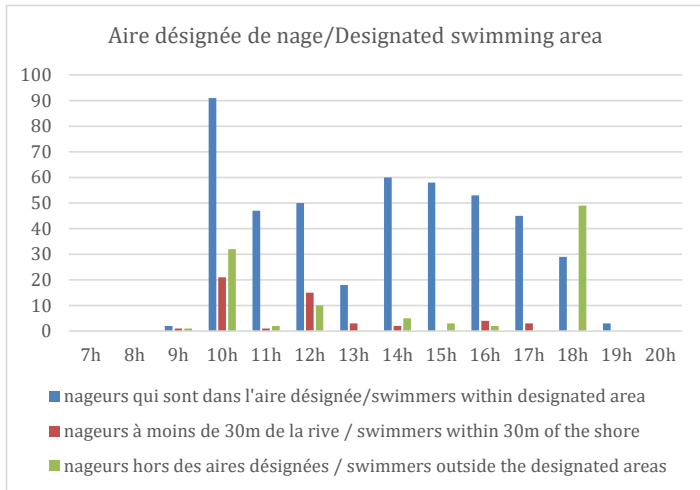 Aire désignée de nage/Designated swimming area
100
90
80
70
60
50
40
30
20
10
0
7h 8h 9h 10h 11h 12h 13h 14h 15h 16h 17h 18h 19h 20h
nageurs qui sont dans l'aire désignée/swimmers within designated area
nageurs à moins de 30m de la rive / swimmers within 30m of the shore
nageurs hors des aires désignées / swimmers outside the designated areas